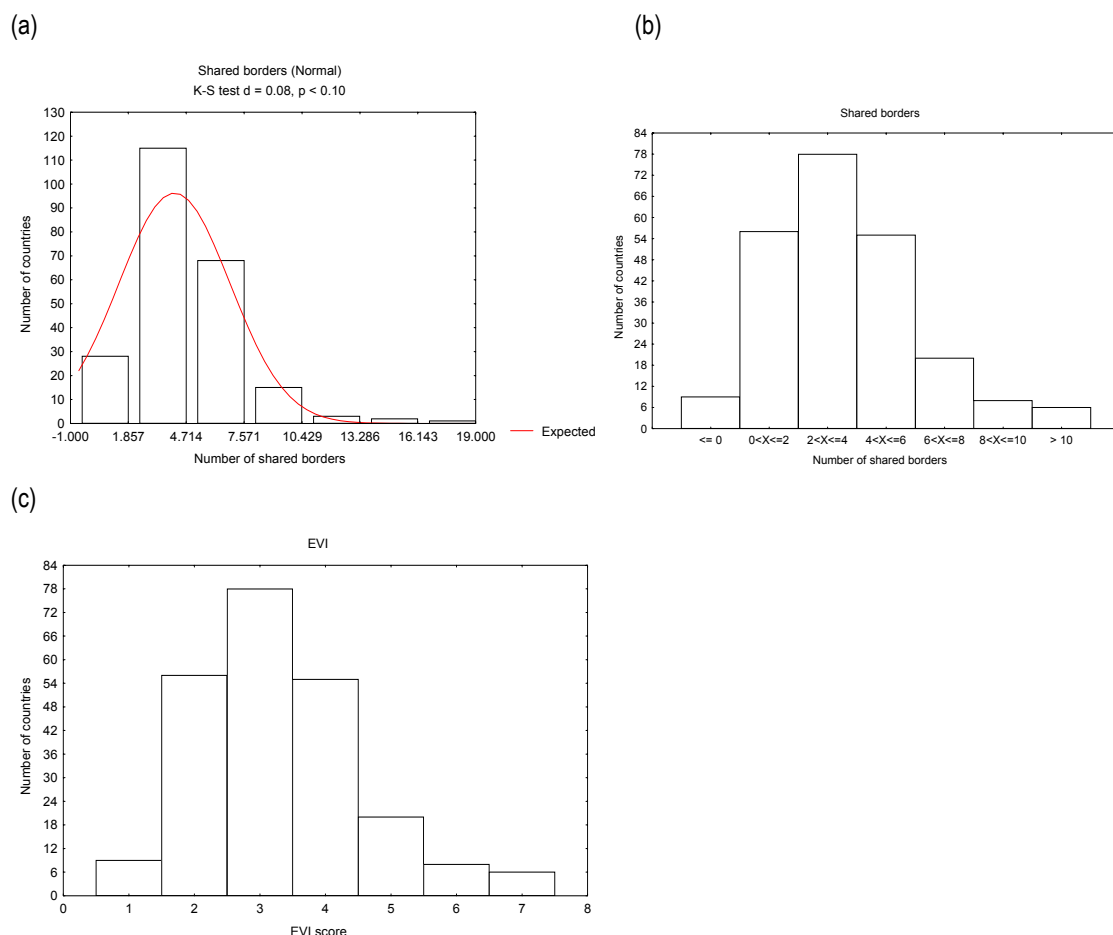 (a)
Shared borders (Normal)
K-S test d = 0.08, p < 0.10
130
120
110
100
90
80
70
60
50
40
30
20
10
0
Number of countries
-1.000 1.857 4.714 7.571 10.429 13.286 16.143 19.000
Number of shared borders
Expected
(b)
Shared borders
84
78
72
66
60
54
48
42
36
30
24
18
12
6
0
Number of countries
<= 0 0<X<=2 2<X<=4 4<X<=6 6<X<=8 8<X<=10 > 10
Number of shared borders
(c)
EVI
84
78
72
66
60
54
48
42
36
30
24
18
12
6
0
Number of countries
0 1 2 3 4 5 6 7 8
EVI score